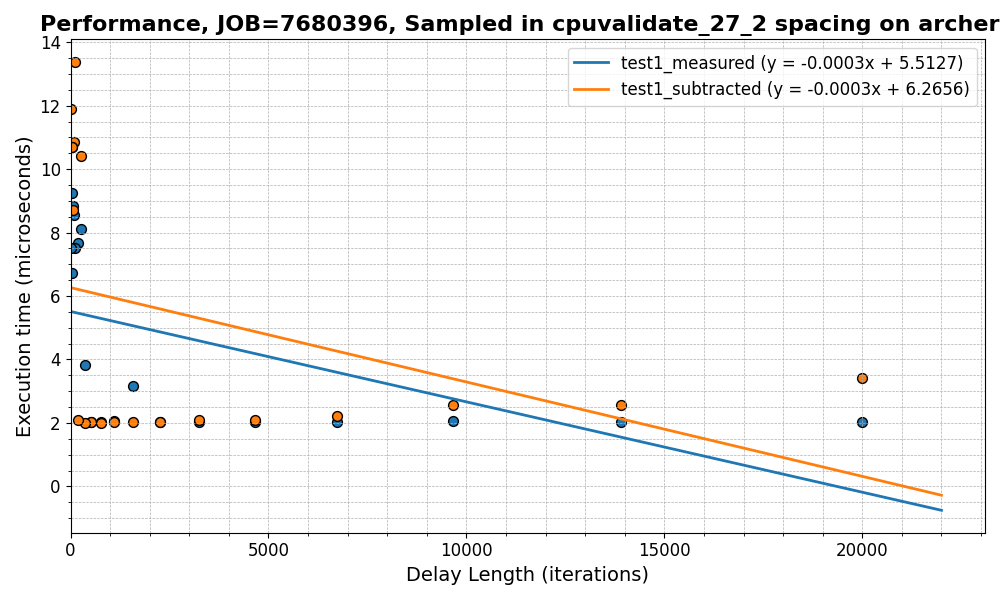 Performance, JOB=7680396, Sampled in cpuvalidate_27_2 spacing on archer
test1_measured (y = -0.0003x + 5.5127)
test1_subtracted (y = -0.0003x + 6.2656)
Execution time (microseconds)
14
12
10
8
6
4
2
0
0 5000 10000 15000 20000
Delay Length (iterations)